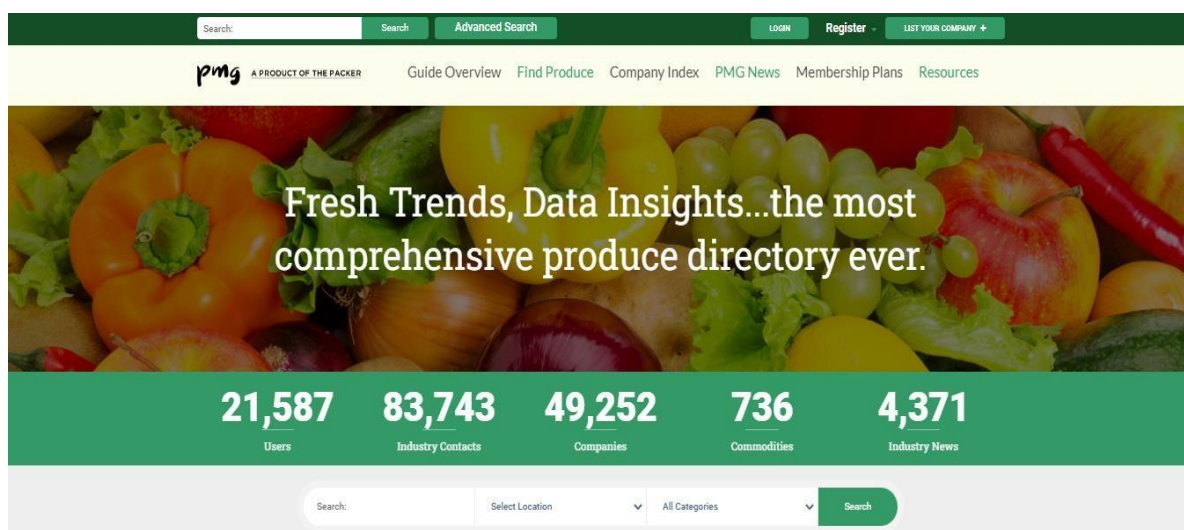 Search: Search Advanced Search LOGIN Register LIST YOUR COMPANY +
pmg A PRODUCT OF THE PACKER Guide Overview Find Produce Company Index PMG News Membership Plans Resources
Fresh Trends, Data Insights...the most
comprehensive produce directory ever.
21,587 83,743 49,252 736 4,371
Users Industry Contacts Companies Commodities Industry News
Search: Select Location All Categories Search